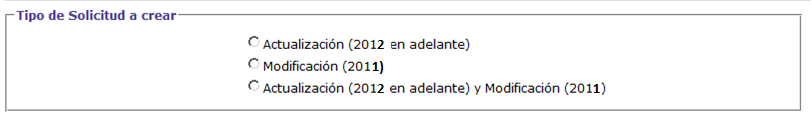 Tipo de Solicitud a crear
Actualización (2012 en adelante)
Modificación (2011)
Actualización (2012 en adelante) y Modificación (2011)